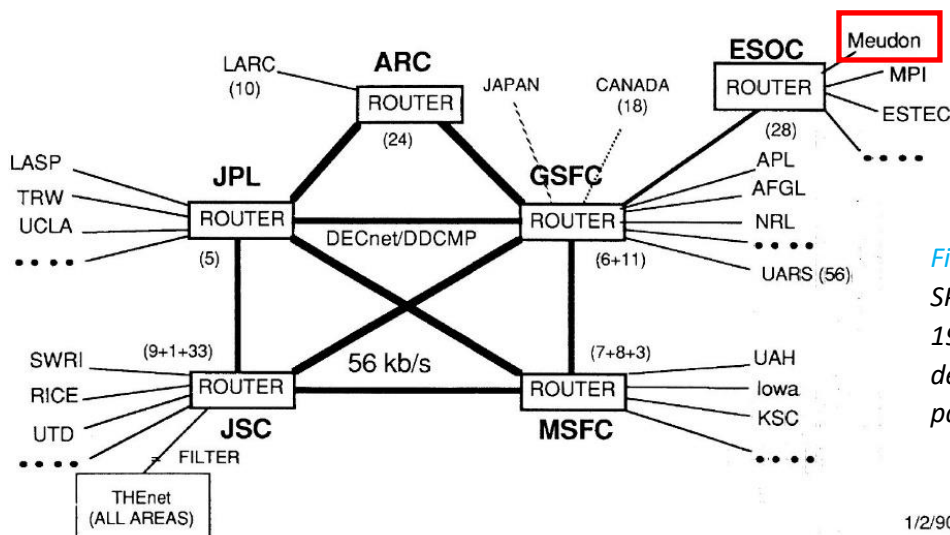 Meudon
ESOC
ARC
LARC
(10)
ROUTER
(24)
JAPAN
CANADA
(18)
ROUTER
MPI
ESTEC
(28)
LASP
TRW
UCLA
JPL
ROUTER
(5)
GSFC
ROUTER
(6+11)
DECnet/DDCMP
APL
AFGL
NRL
UARS (56)
SWRI
RICE
UTD
(9+1+33)
ROUTER
JSC
56 kb/s
(7+8+3)
ROUTER
MSFC
UAH
Iowa
KSC
= FILTER
THEnet
(ALL AREAS)
1/2/90